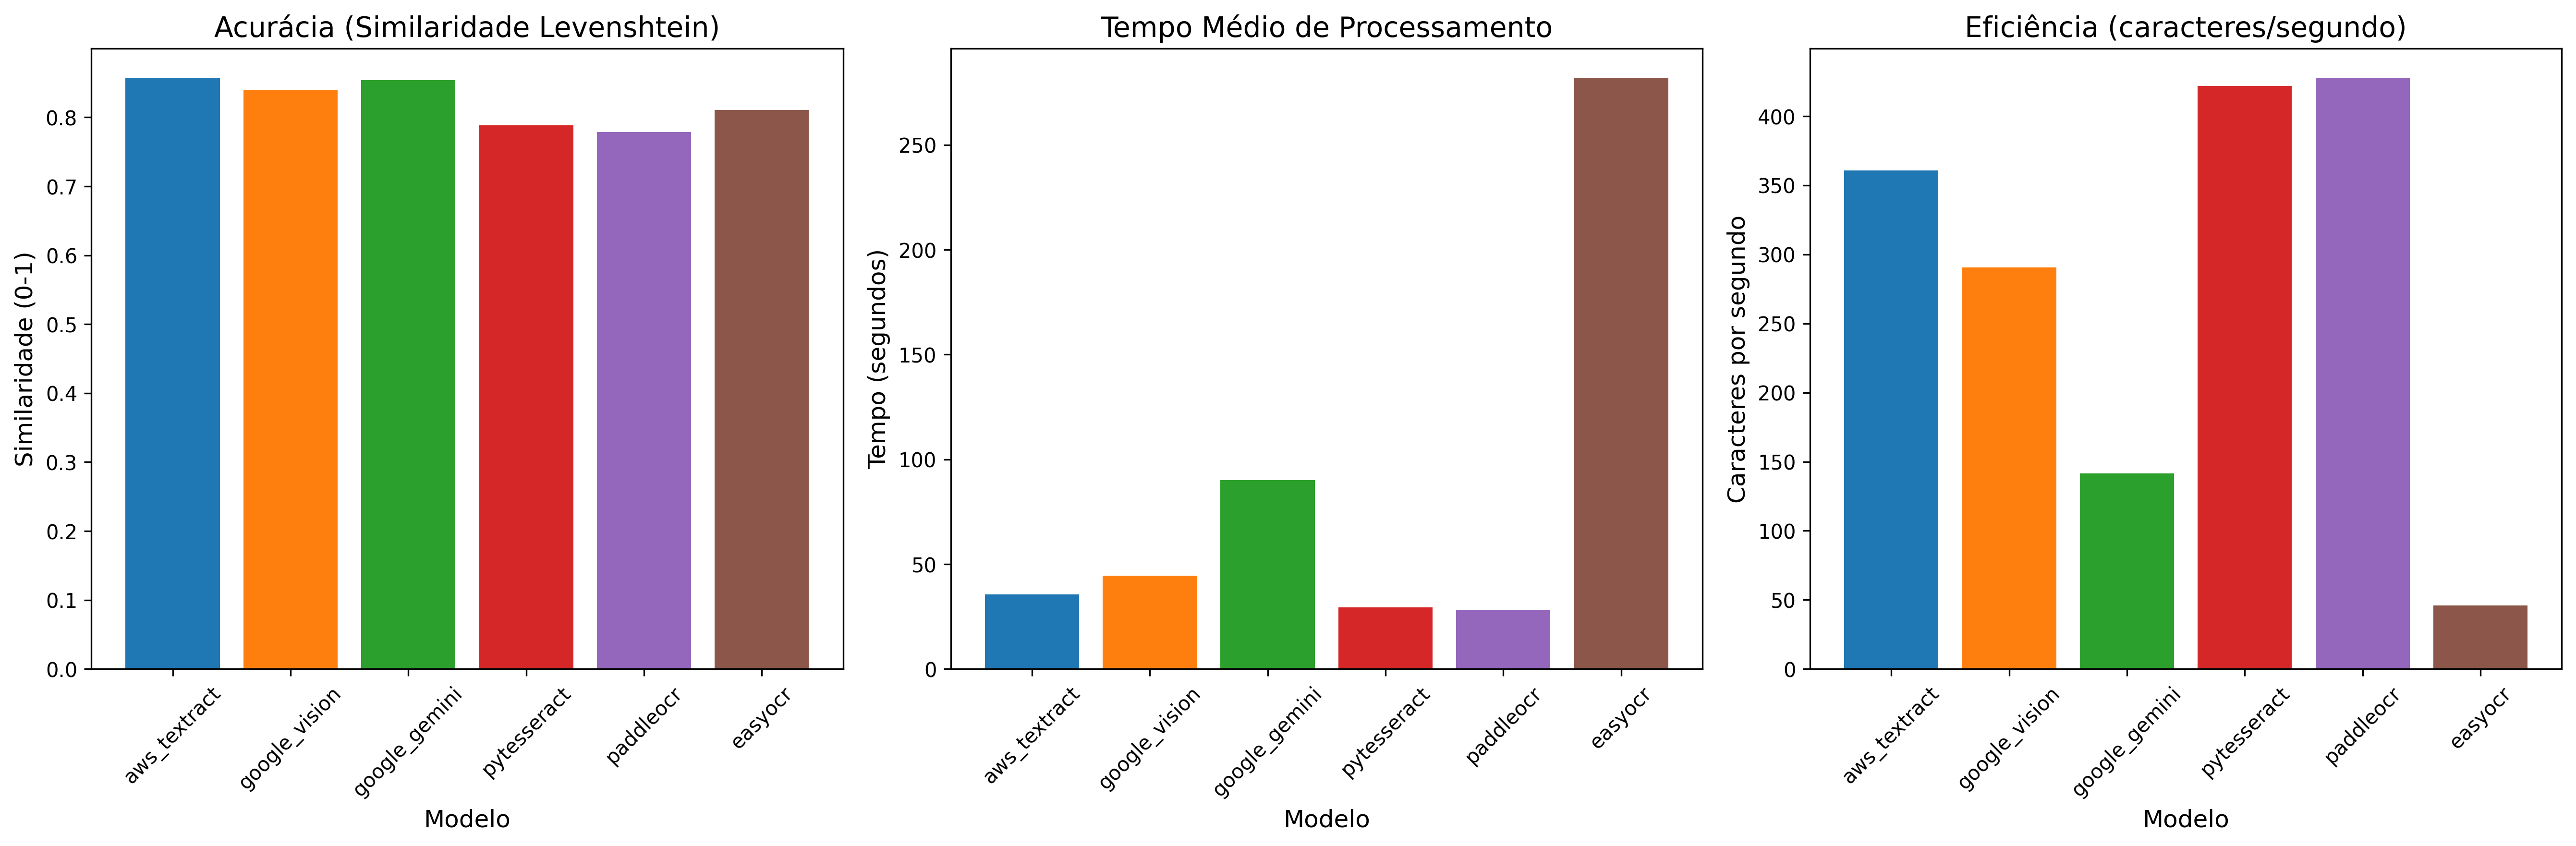 Acurácia (Similaridade Levenshtein)
Similaridade (0-1)
0.8
0.7
0.6
0.5
0.4
0.3
0.2
0.1
0.0
aws_textract
google_vision
google_gemini
pytesseract
paddleocr
easyocr
Modelo
Tempo Médio de Processamento
Tempo (segundos)
250
200
150
100
50
0
aws_textract
google_vision
google_gemini
pytesseract
paddleocr
easyocr
Modelo
Eficiência (caracteres/segundo)
Caracteres por segundo
400
350
300
250
200
150
100
50
0
aws_textract
google_vision
google_gemini
pytesseract
paddleocr
easyocr
Modelo